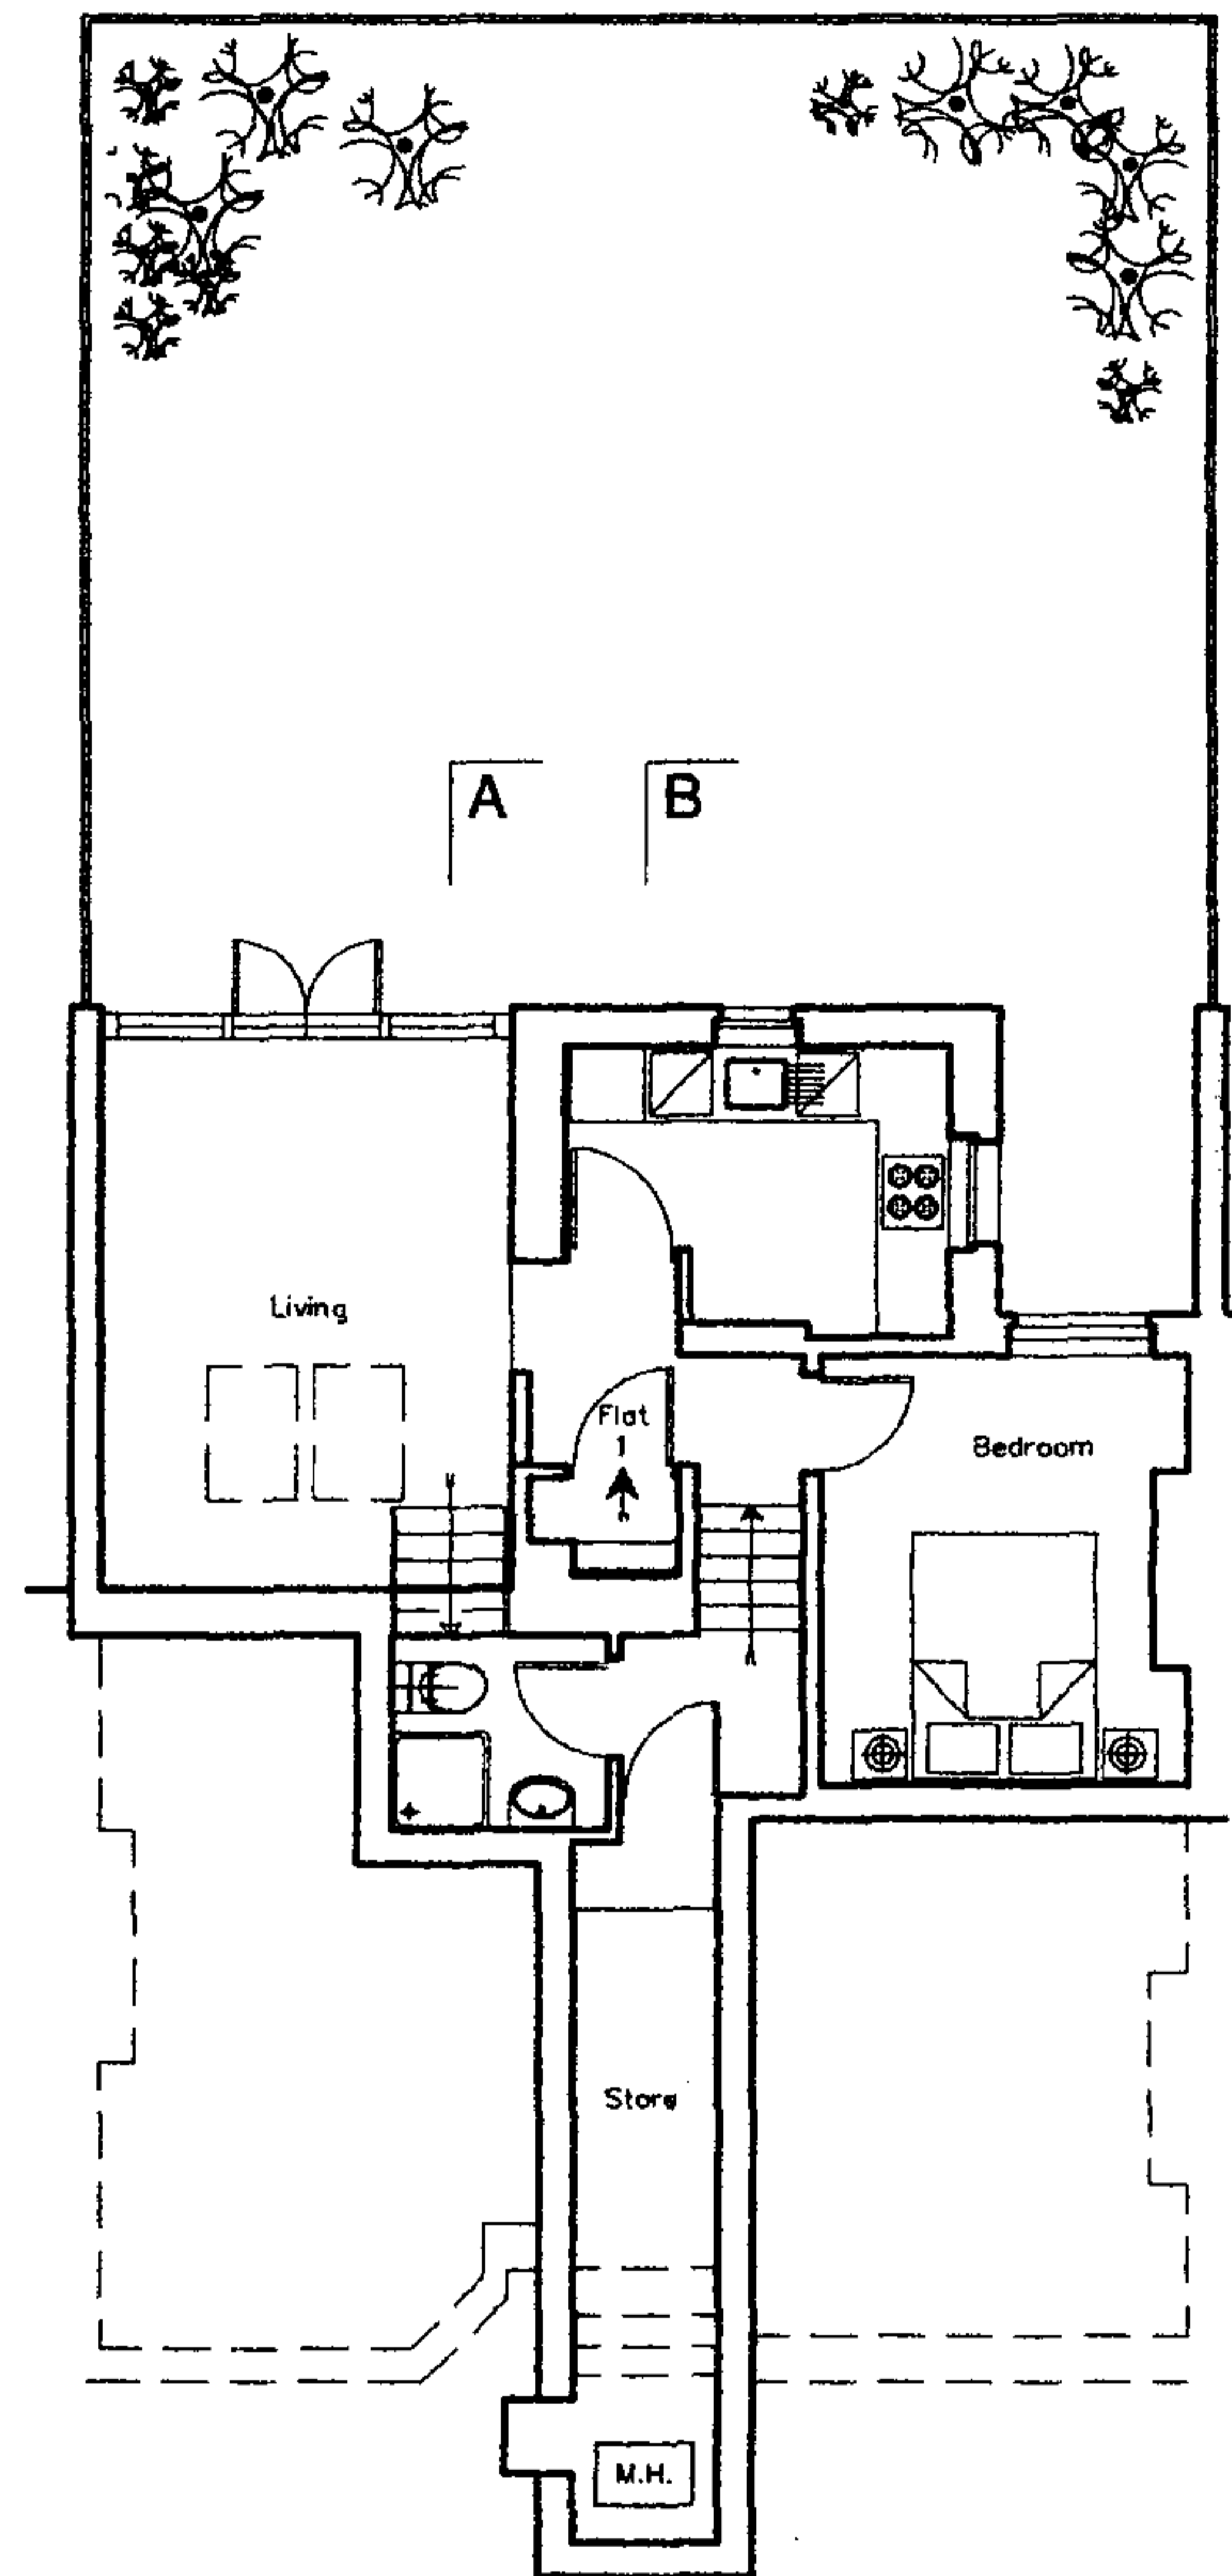 A
B
Living
Flat
1
Bedroom
Store
M.H.